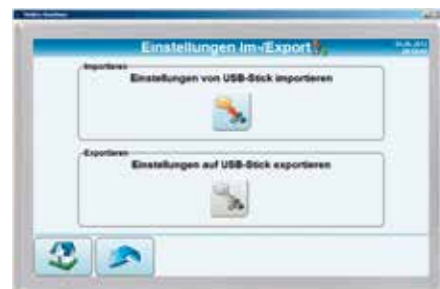 Einstellungen Im-/Export
Importieren
Einstellungen von USB-Stick importieren
Exportieren
Einstellungen auf USB-Stick exportieren